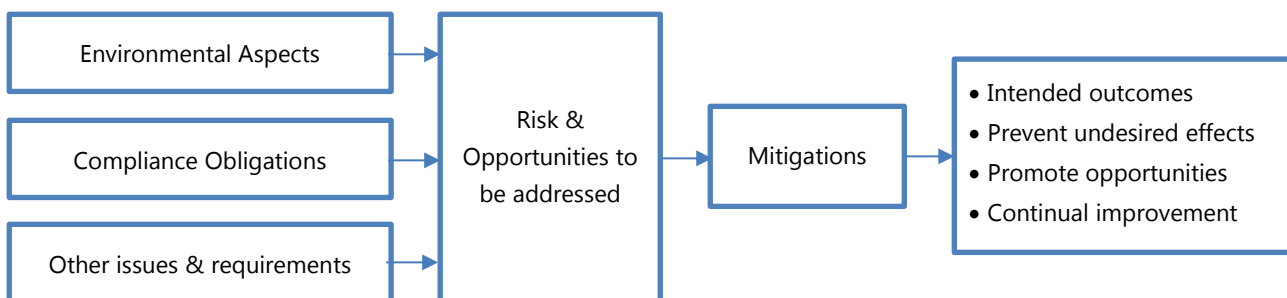 Environmental Aspects
Compliance Obligations
Other issues & requirements
Risk &
Opportunities to
be addressed
Mitigations
• Intended outcomes
• Prevent undesired effects
• Promote opportunities
• Continual improvement